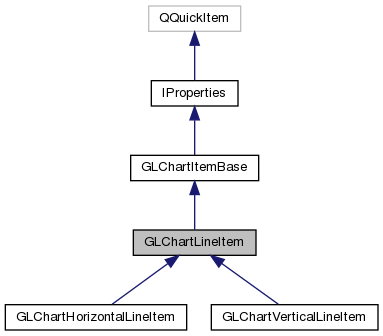 QQuickItem
IProperties
GLChartItemBase
GLChartLineItem
GLChartHorizontalLineItem
GLChartVerticalLineItem